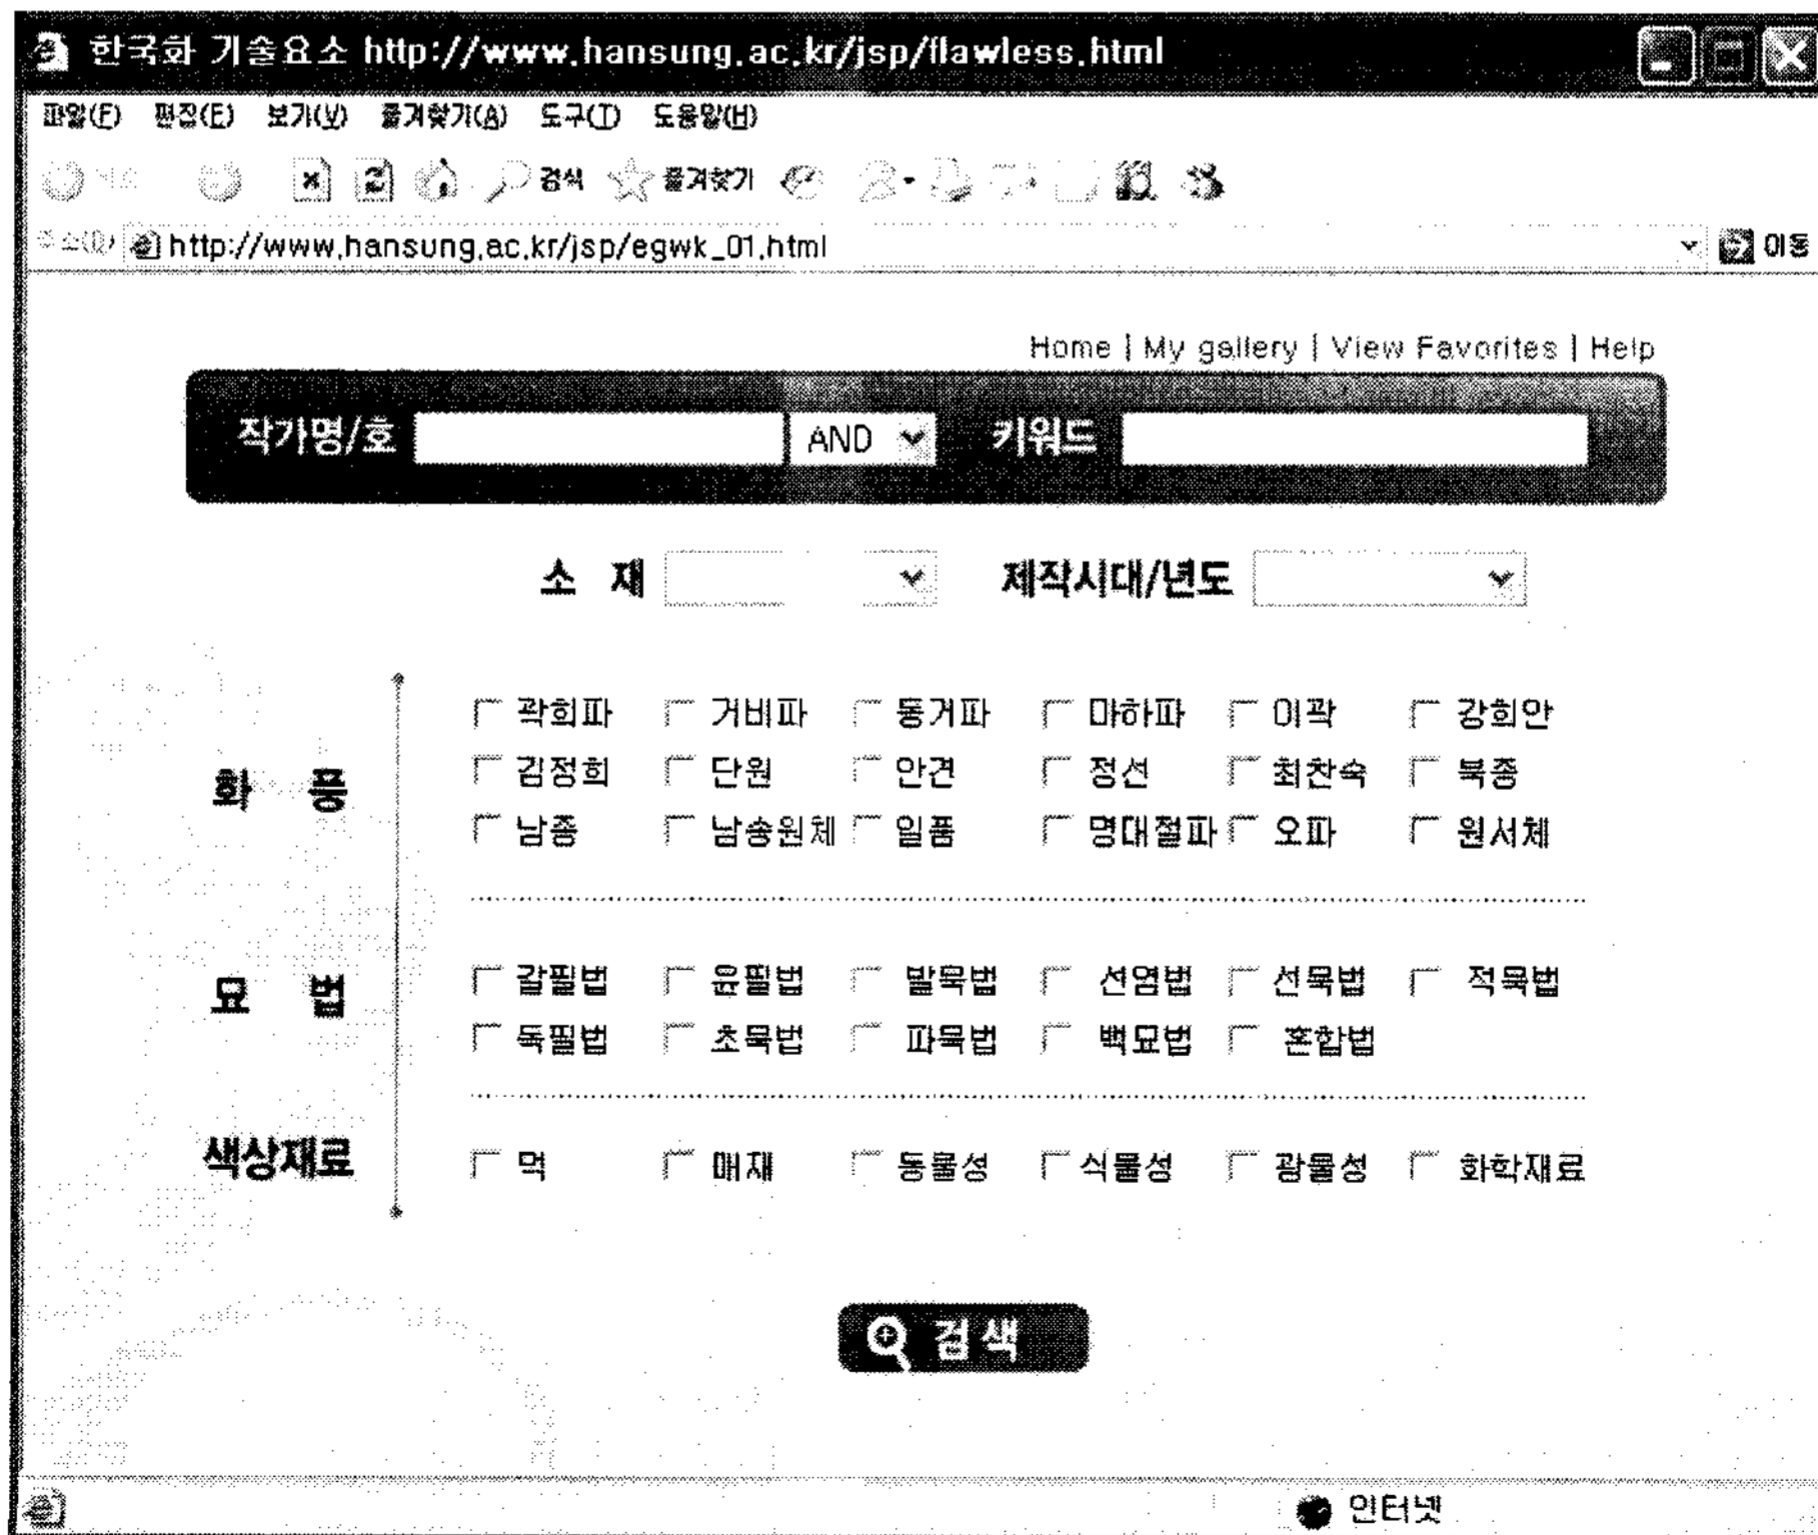 한국화 기술요소 http://www.hansung.ac.kr/jsp/flawless.html
파일(F) 편집(E) 보기(V) 즐겨찾기(A) 도구(T) 도움말(H)
검색 즐겨찾기
주소(D) http://www.hansung.ac.kr/jsp/egwk_01.html 이동
Home | My gallery | View Favorites | Help
작가명/호 AND 키워드
소 재 제작시대/년도
곽희파 거비파 동거파 마하파 이곽 강희안
화 풍 김정희 단원 안견 정선 최찬숙 북종
남종 남송원체 일품 명대절파 오파 원서체
묘 법 갈필법 윤필법 발묵법 선염법 선묵법 적묵법
독필법 초묵법 파묵법 백묘법 혼합법
색상재료 먹 매재 동물성 식물성 광물성 화학재료
검색
인터넷